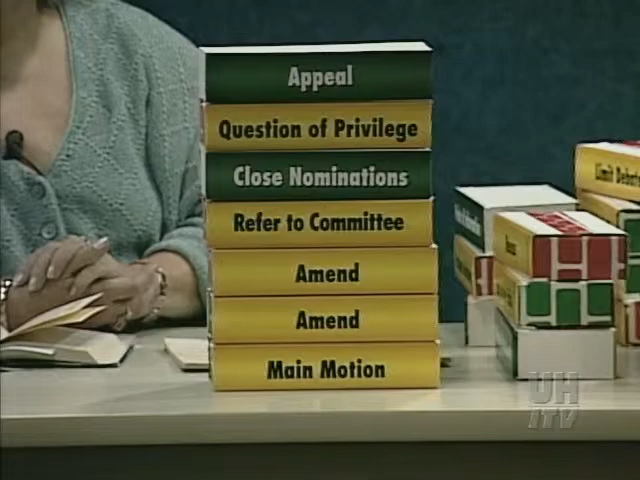 Appeal
Question of Privilege
Close Nominations
Refer to Committee
Amend
Amend
Main Motion
Limit Debate
UH
ITV